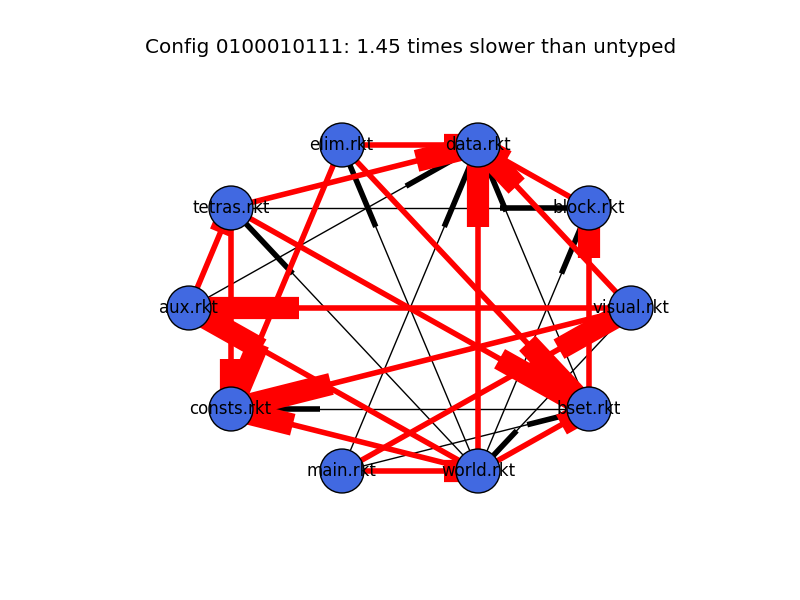 Config 0100010111: 1.45 times slower than untyped
elim.rkt
data.rkt
tetras.rkt
block.rkt
aux.rkt
visual.rkt
consts.rkt
bset.rkt
main.rkt
world.rkt